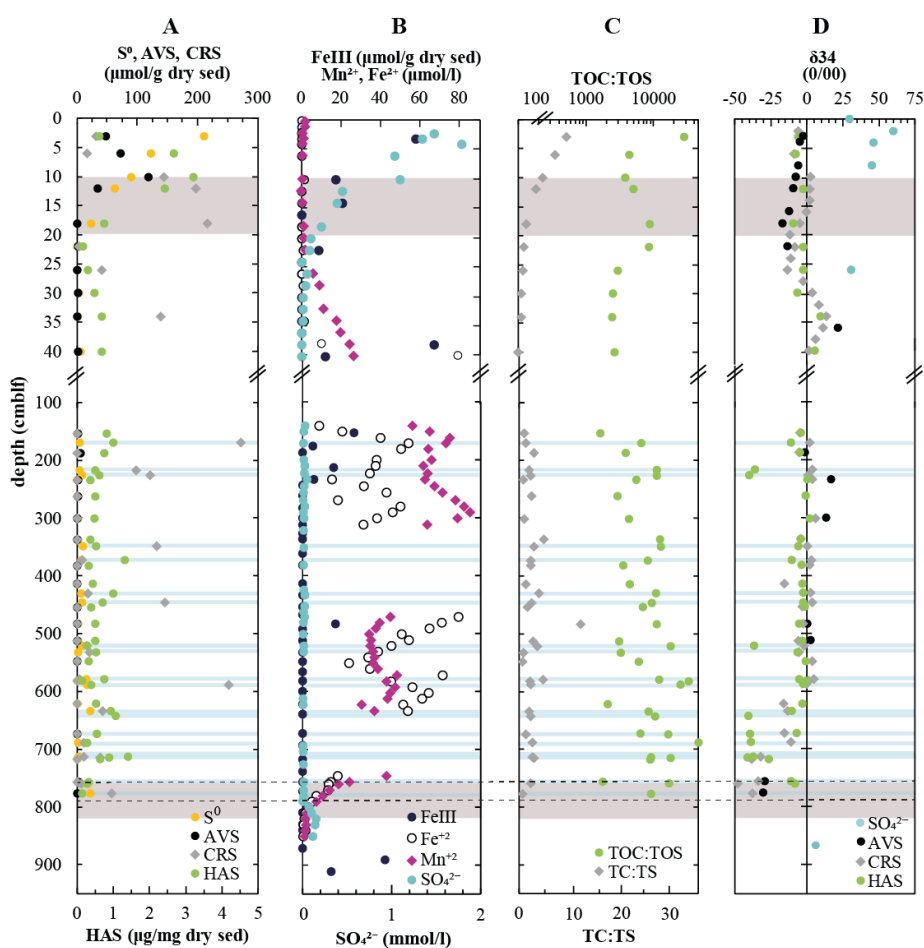 A B C D
S⁰, AVS, CRS
(μmol/g dry sed)
FeIII (μmol/g dry sed)
Mn²⁺, Fe²⁺ (μmol/l)
TOC:TOS
δ34
(0/00)
0 100 200 300
0 20 40 60 80
100 1000 10000
-50 -25 0 25 50 75
depth (cmblf)
0
5
10
15
20
25
30
35
40
100
200
300
400
500
600
700
800
900
S⁰
AVS
CRS
HAS
FeIII
Fe⁺²
Mn⁺²
SO₄²⁻
TOC:TOS
TC:TS
SO₄²⁻
AVS
CRS
HAS
0 1 2 3 4 5
0 1 2
0 10 20 30
HAS (μg/mg dry sed)
SO₄²⁻ (mmol/l)
TC:TS